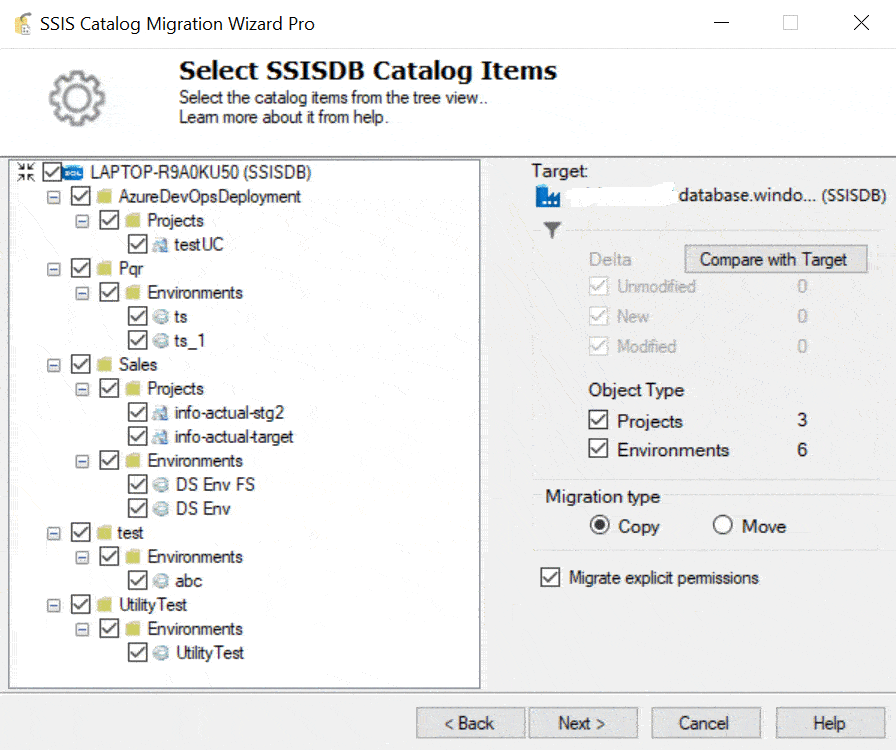 SSIS Catalog Migration Wizard Pro
Select SSISDB Catalog Items
Select the catalog items from the tree view..
Learn more about it from help.
LAPTOP-R9A0KU50 (SSISDB)
AzureDevOpsDeployment
Projects
testUC
Pqr
Environments
ts
ts_1
Sales
Projects
info-actual-stg2
info-actual-target
Environments
DS Env FS
DS Env
test
Environments
abc
UtilityTest
Environments
UtilityTest
Target:
database.windo... (SSISDB)
Delta Compare with Target
Unmodified 0
New 0
Modified 0
Object Type
Projects 3
Environments 6
Migration type
Copy Move
Migrate explicit permissions
< Back Next > Cancel Help